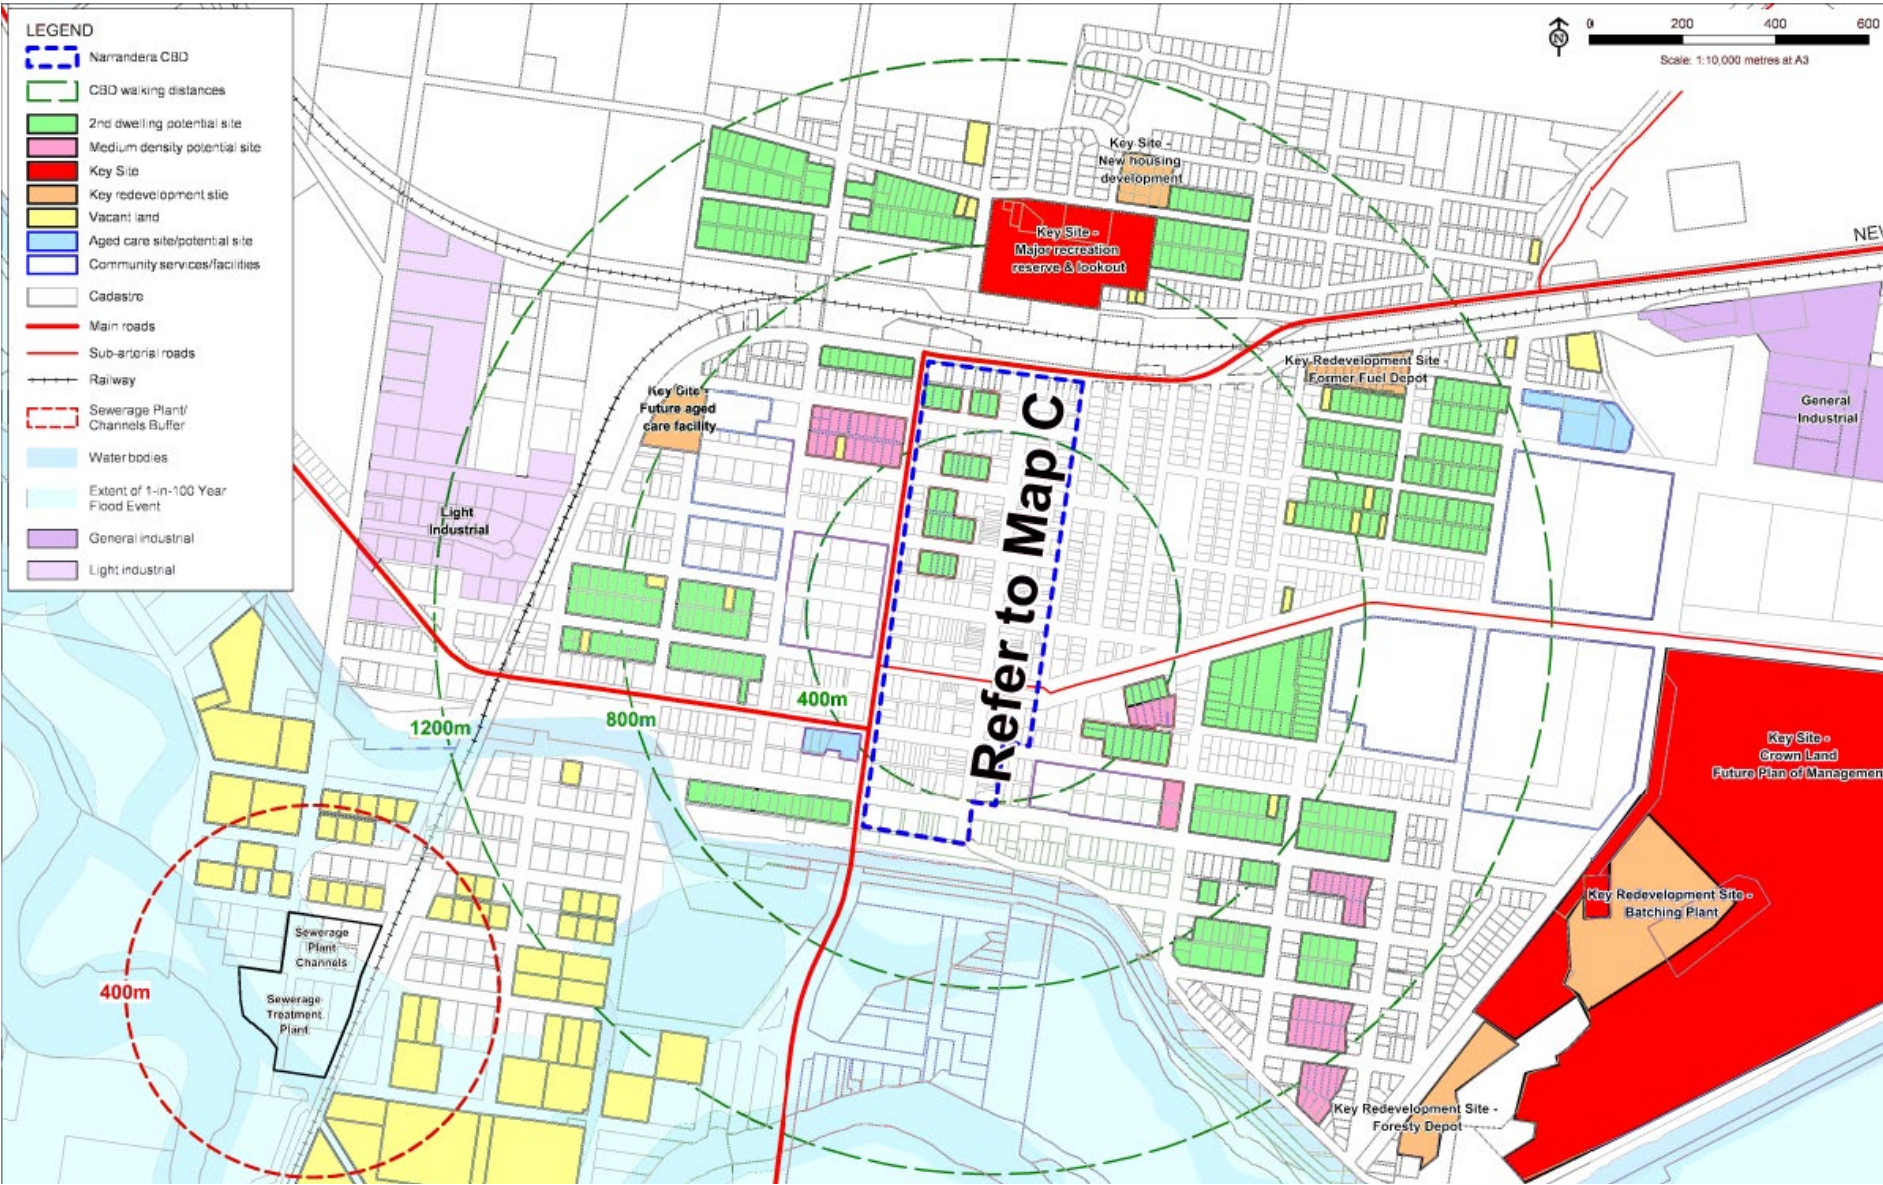 LEGEND
Narrandera CBD
CBD walking distances
2nd dwelling potential site
Medium density potential site
Key Site
Key redevelopment stie
Vacant land
Aged care site/potential site
Community services/facilities
Cadastre
Main roads
Sub-arterial roads
Railway
Sewerage Plant/
Channels Buffer
Water bodies
Extent of 1-in-100 Year
Flood Event
General industrial
Light industrial
N
0 200 400 600
Scale: 1:10,000 metres at A3
Key Site -
New housing
development
Key Site -
Major recreation
reserve & lookout
NEW
Key Redevelopment Site -
Former Fuel Depot
Key Site -
Future aged
care facility
General
Industrial
Light
Industrial
Refer to Map C
400m
800m
1200m
Key Site -
Crown Land
Future Plan of Managemen
Key Redevelopment Site -
Batching Plant
Sewerage
Plant
Channels
400m
Sewerage
Treatment
Plant
Key Redevelopment Site -
Foresty Depot